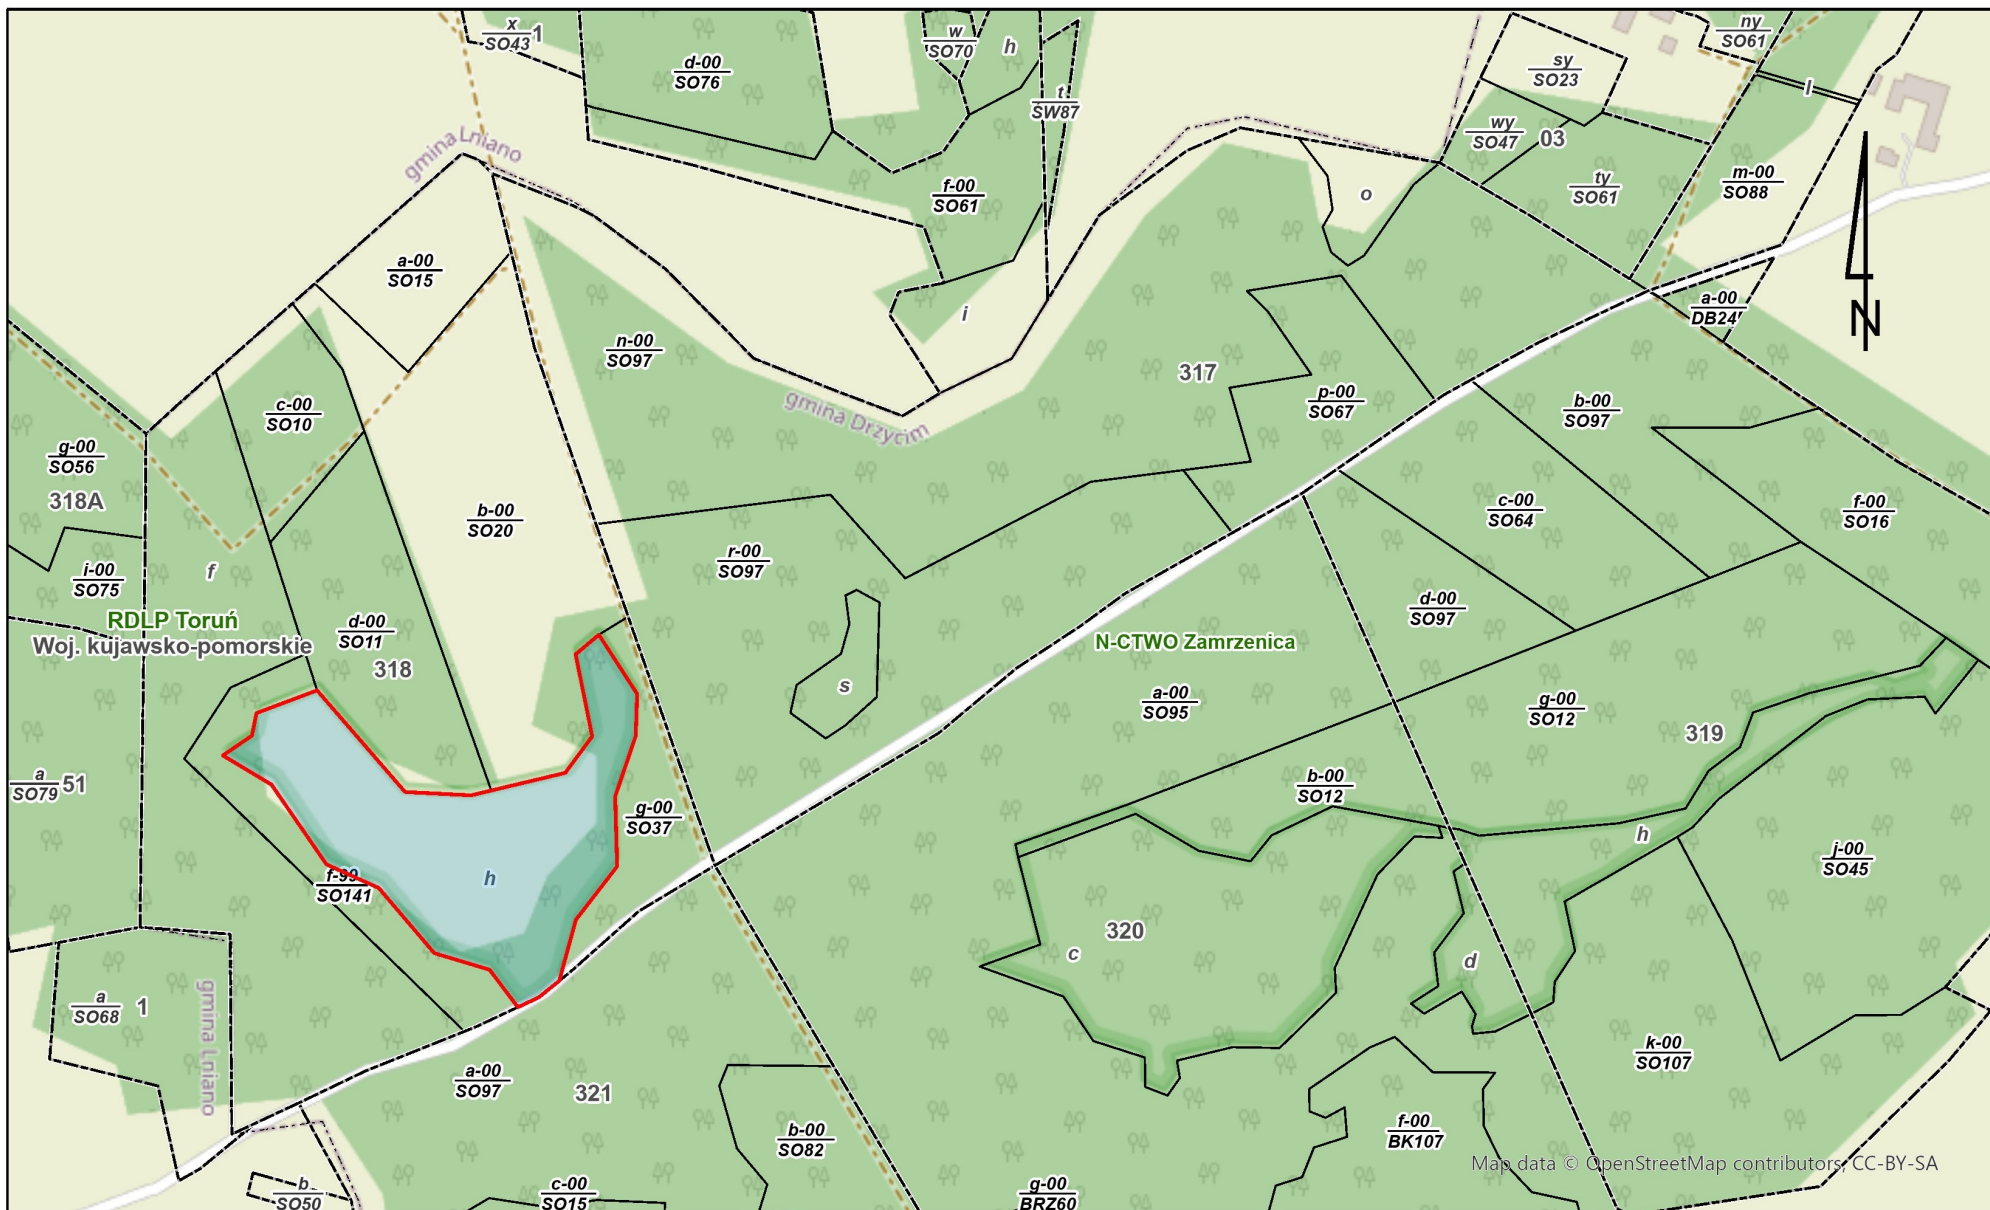 x
SO43
1
d-00
SO76
w
SO70
h
t
SW87
sy
SO23
ny
SO61
l
wy
SO47
03
gmina Lniano
f-00
SO61
o
ty
SO61
m-00
SO88
a-00
SO15
i
a-00
DB24
N
n-00
SO97
317
p-00
SO67
b-00
SO97
c-00
SO10
gmina Drzycim
g-00
SO56
318A
b-00
SO20
c-00
SO64
f-00
SO16
i-00
SO75
f
r-00
SO97
d-00
SO97
RDLP Toruń
Woj. kujawsko-pomorskie
d-00
SO11
318
N-CTWO Zamrzenica
s
a-00
SO95
g-00
SO12
319
a
SO79
51
b-00
SO12
g-00
SO37
h
j-00
SO45
f-99
SO141
h
320
c
d
a
SO68
1
gmina Lniano
k-00
SO107
a-00
SO97
321
b-00
SO82
f-00
BK107
Map data © OpenStreetMap contributors, CC-BY-SA
b
SO50
c-00
SO15
g-00
BRZ60